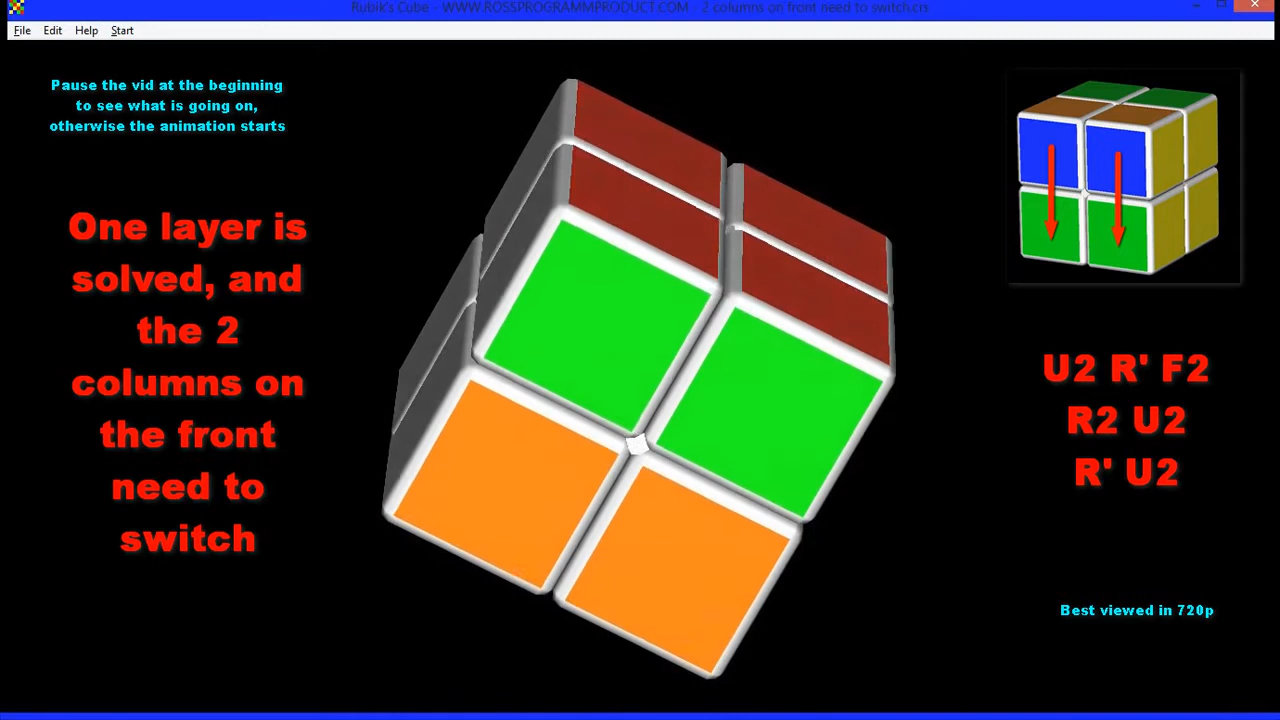 Rubik's Cube - WWW.ROSSPROGRAMMPRODUCT.COM - 2 columns on front need to switch.crs
File Edit Help Start
Pause the vid at the beginning
to see what is going on,
otherwise the animation starts
One layer is
solved, and
the 2
columns on
the front
need to
switch
U2 R' F2
R2 U2
R' U2
Best viewed in 720p